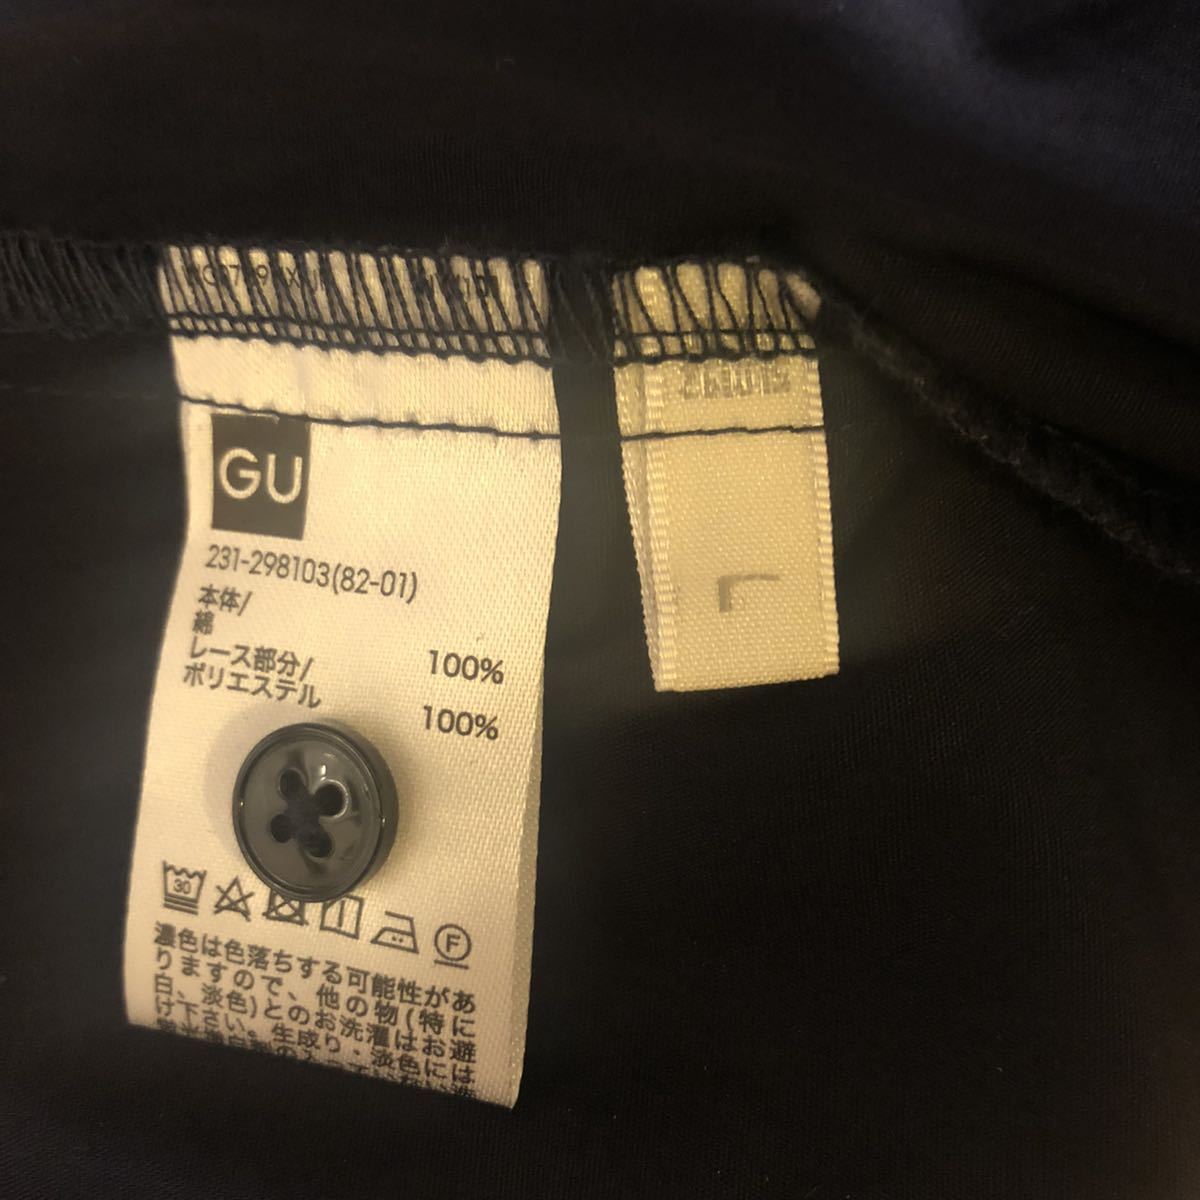 GU
231-298103(82-01)
本体/
綿 100%
レース部分/
ポリエステル 100%
30
F
濃色は色落ちする可能性があ
りますので、他の物(特に
白、淡色)とのお洗濯はお避
け下さい。生成り・淡色には
L